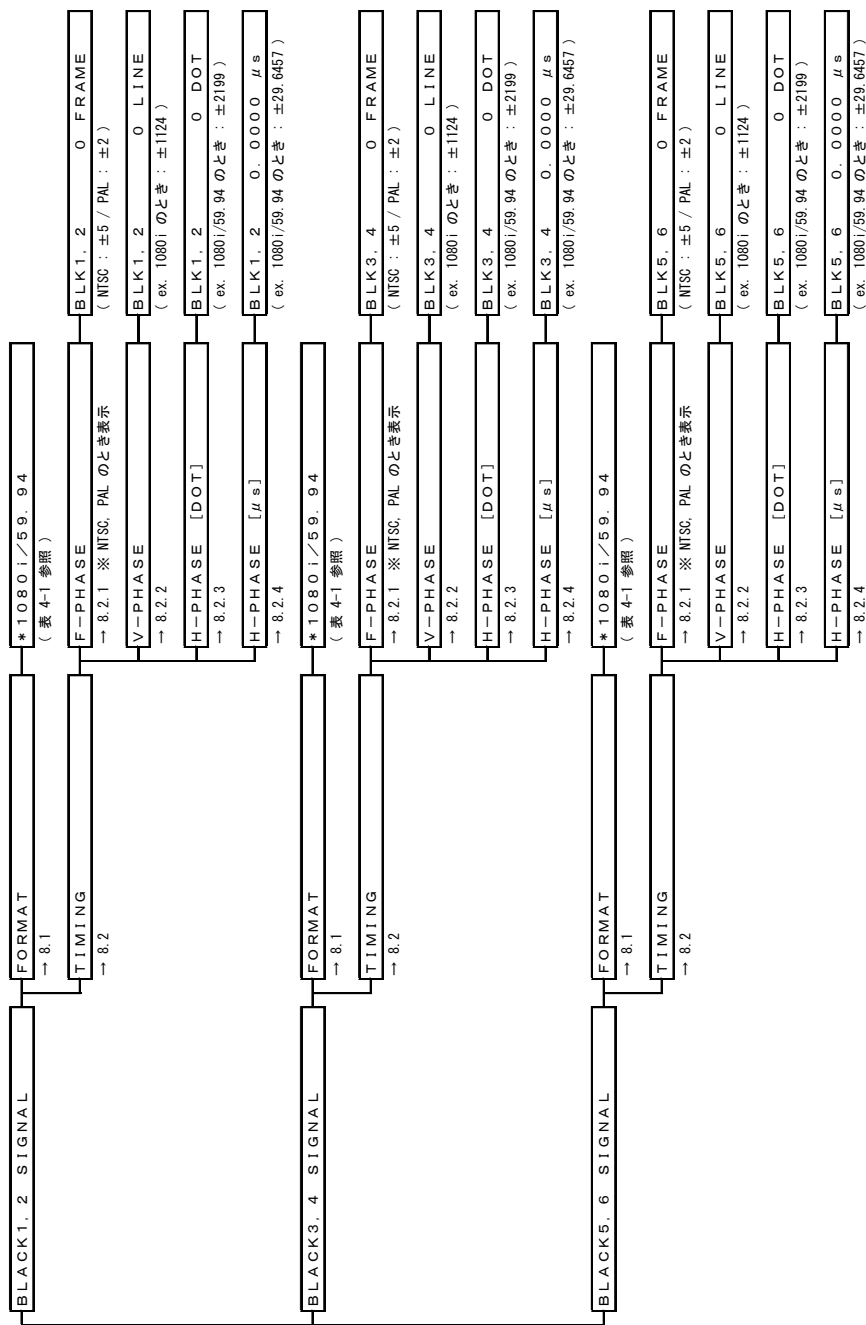 BLACK1, 2 SIGNAL
FORMAT
→ 8.1
*1080i/59. 94
( 表 4-1 参照 )
TIMING
→ 8.2
F-PHASE
→ 8.2.1 ※ NTSC, PAL のとき表示
BLK1, 2 0 FRAME
( NTSC : ±5 / PAL : ±2 )
V-PHASE
→ 8.2.2
BLK1, 2 0 LINE
( ex. 1080i のとき : ±1124 )
H-PHASE [DOT]
→ 8.2.3
BLK1, 2 0 DOT
( ex. 1080i/59.94 のとき : ±2199 )
H-PHASE [μs]
→ 8.2.4
BLK1, 2 0. 0000 μs
( ex. 1080i/59.94 のとき : ±29.6457 )
BLACK3, 4 SIGNAL
FORMAT
→ 8.1
*1080i/59. 94
( 表 4-1 参照 )
TIMING
→ 8.2
F-PHASE
→ 8.2.1 ※ NTSC, PAL のとき表示
BLK3, 4 0 FRAME
( NTSC : ±5 / PAL : ±2 )
V-PHASE
→ 8.2.2
BLK3, 4 0 LINE
( ex. 1080i のとき : ±1124 )
H-PHASE [DOT]
→ 8.2.3
BLK3, 4 0 DOT
( ex. 1080i/59.94 のとき : ±2199 )
H-PHASE [μs]
→ 8.2.4
BLK3, 4 0. 0000 μs
( ex. 1080i/59.94 のとき : ±29.6457 )
BLACK5, 6 SIGNAL
FORMAT
→ 8.1
*1080i/59. 94
( 表 4-1 参照 )
TIMING
→ 8.2
F-PHASE
→ 8.2.1 ※ NTSC, PAL のとき表示
BLK5, 6 0 FRAME
( NTSC : ±5 / PAL : ±2 )
V-PHASE
→ 8.2.2
BLK5, 6 0 LINE
( ex. 1080i のとき : ±1124 )
H-PHASE [DOT]
→ 8.2.3
BLK5, 6 0 DOT
( ex. 1080i/59.94 のとき : ±2199 )
H-PHASE [μs]
→ 8.2.4
BLK5, 6 0. 0000 μs
( ex. 1080i/59.94 のとき : ±29.6457 )